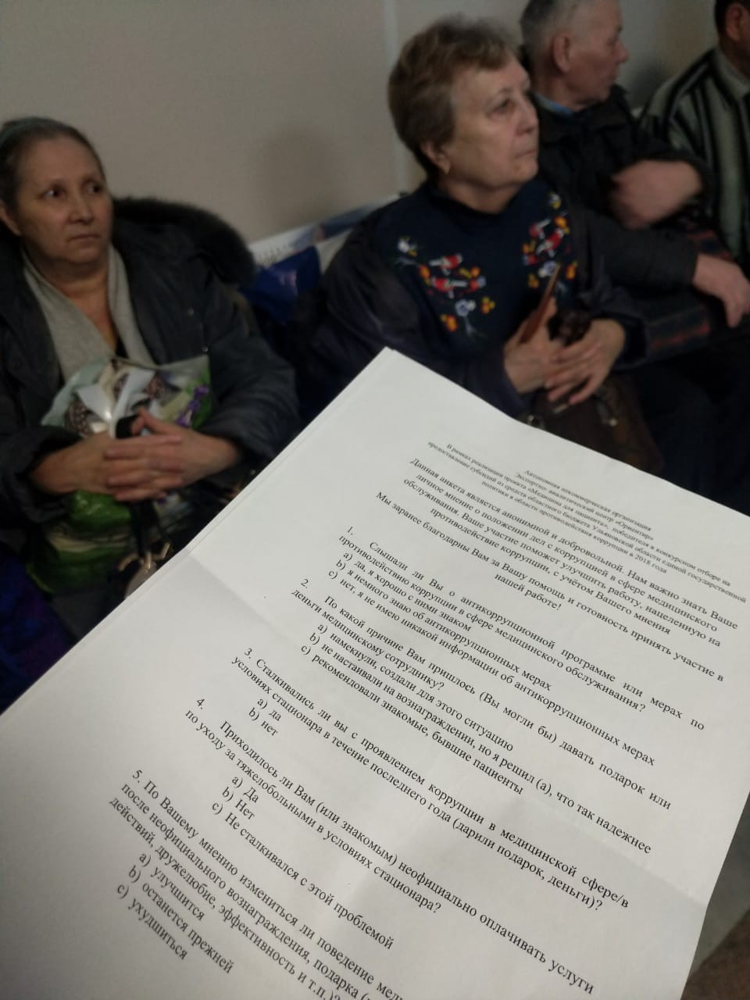 Автономная некоммерческая организация
Экспертно- аналитический центр «Ориентир»
В рамках реализации проекта «Медицина для пациента», победителя в конкурсном отборе на
предоставление субсидий из средств областного бюджета Ульяновской области единой государственной
политики в области противодействия коррупции в 2018 года
Данная анкета является анонимной и добровольной. Нам важно знать Ваше
личное мнение о положении дел с коррупцией в сфере медицинского
обслуживания. Ваше участие поможет улучшить работу, нацеленную на
противодействие коррупции, с учётом Вашего мнения
Мы заранее благодарны Вам за Вашу помощь и готовность принять участие в
нашей работе!
1. Слышали ли Вы о антикоррупционной программе или мерах по
противодействию коррупции в сфере медицинского обслуживания?
a) да, я хорошо с ними знаком
b) я немного знаю об антикоррупционных мерах
c) нет, я не имею никакой информации об антикоррупционных мерах
2. По какой причине Вам пришлось (Вы могли бы) давать подарок или
деньги медицинскому сотруднику?
a) намекнули, создали для этого ситуацию
b) не настаивали на вознаграждении, но я решил (а), что так надежнее
c) рекомендовали знакомые, бывшие пациенты
3. Сталкивались ли вы с проявлением коррупции в медицинской сфере/в
условиях стационара в течение последнего года (дарили подарок, деньги)?
a) да
b) нет
4. Приходилось ли Вам (или знакомым) неофициально оплачивать услуги
по уходу за тяжелобольными в условиях стационара?
a) Да
b) Нет
c) Не сталкивался с этой проблемой
5. По Вашему мнению измениться ли поведение
после неофициального вознаграждения, подарка
действий, дружелюбие, эффективность и т.п.)?
a) улучшится
b) останется прежней
c) ухудшиться